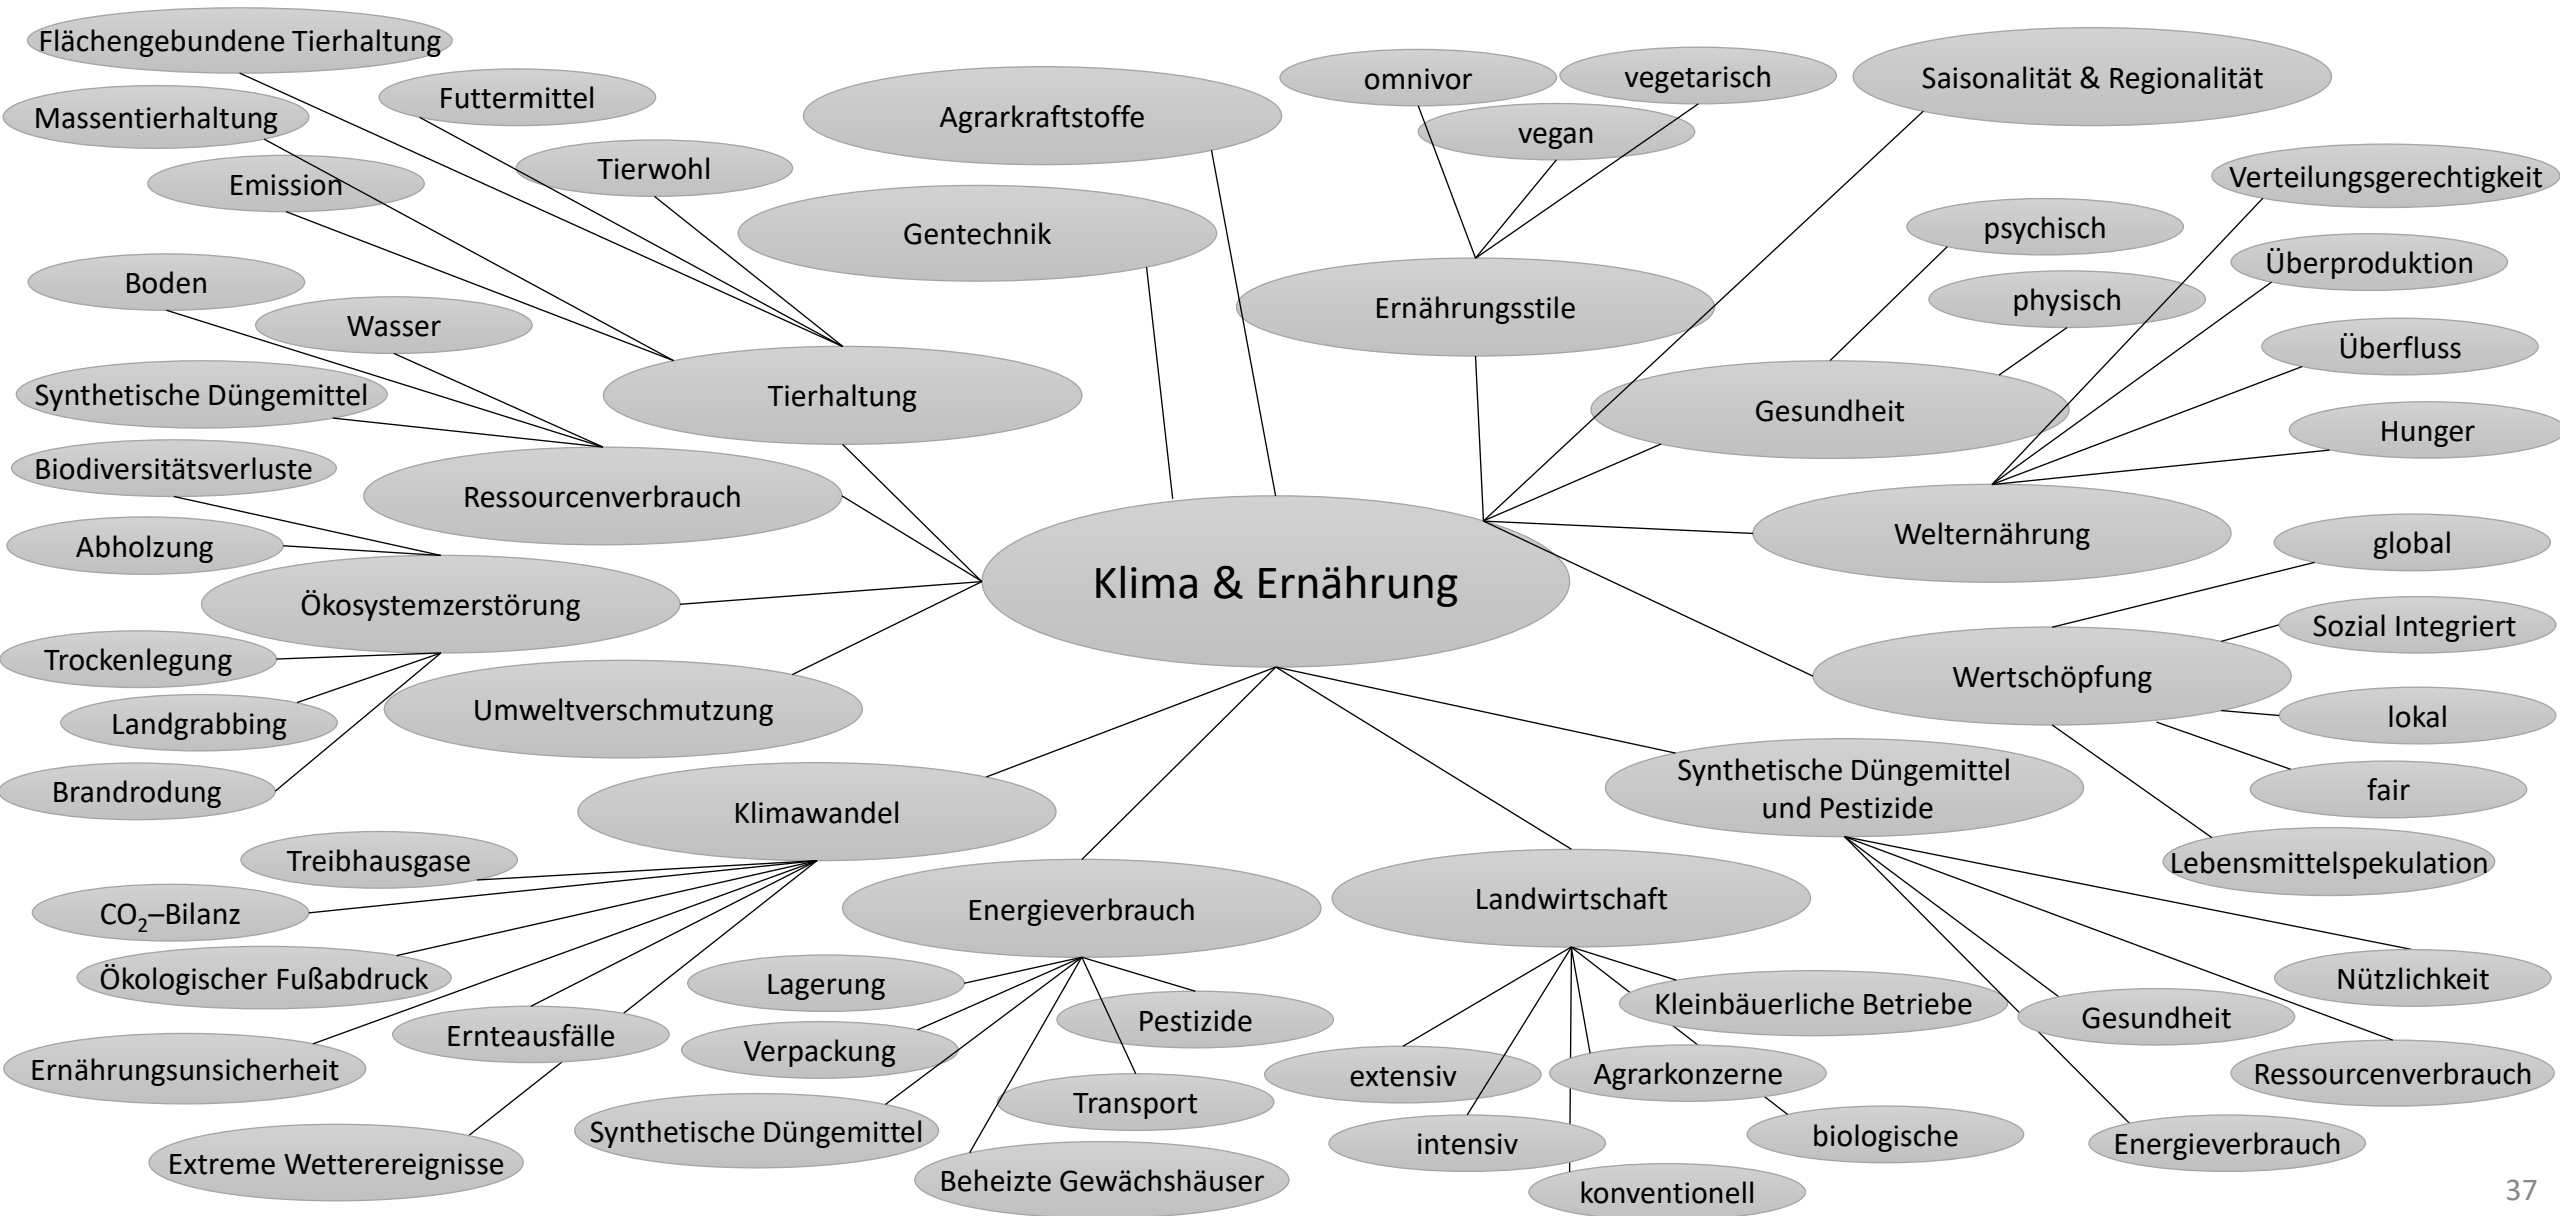 Flächengebundene Tierhaltung
Futtermittel
Massentierhaltung
Tierwohl
Emission
Agrarkraftstoffe
Gentechnik
omnivor
vegetarisch
vegan
Saisonalität & Regionalität
Ernährungsstile
Verteilungsgerechtigkeit
psychisch
Überproduktion
physisch
Überfluss
Gesundheit
Hunger
Welternährung
Boden
Wasser
Tierhaltung
Synthetische Düngemittel
Biodiversitätsverluste
Ressourcenverbrauch
Abholzung
Ökosystemzerstörung
Klima & Ernährung
global
Sozial Integriert
Wertschöpfung
lokal
fair
Lebensmittelspekulation
Trockenlegung
Landgrabbing
Umweltverschmutzung
Brandrodung
Klimawandel
Synthetische Düngemittel
und Pestizide
Treibhausgase
CO₂–Bilanz
Ökologischer Fußabdruck
Ernteausfälle
Ernährungsunsicherheit
Extreme Wetterereignisse
Energieverbrauch
Lagerung
Pestizide
Verpackung
Transport
Synthetische Düngemittel
Beheizte Gewächshäuser
Landwirtschaft
Kleinbäuerliche Betriebe
extensiv
Agrarkonzerne
intensiv
biologische
konventionell
Nützlichkeit
Gesundheit
Ressourcenverbrauch
Energieverbrauch
37